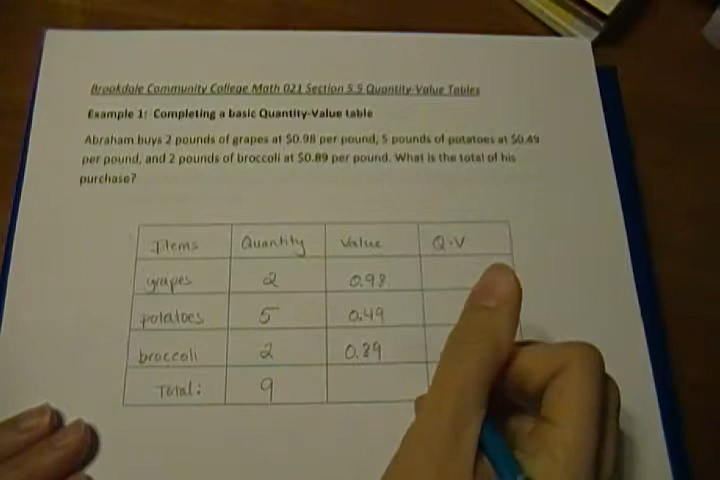 Brookdale Community College Math 021 Section 5.5 Quantity-Value Tables
Example 1: Completing a basic Quantity-Value table
Abraham buys 2 pounds of grapes at $0.98 per pound, 5 pounds of potatoes at $0.49
per pound, and 2 pounds of broccoli at $0.89 per pound. What is the total of his
purchase?
Items Quantity Value Q·V
grapes 2 0.98
potatoes 5 0.49
broccoli 2 0.89
Total: 9